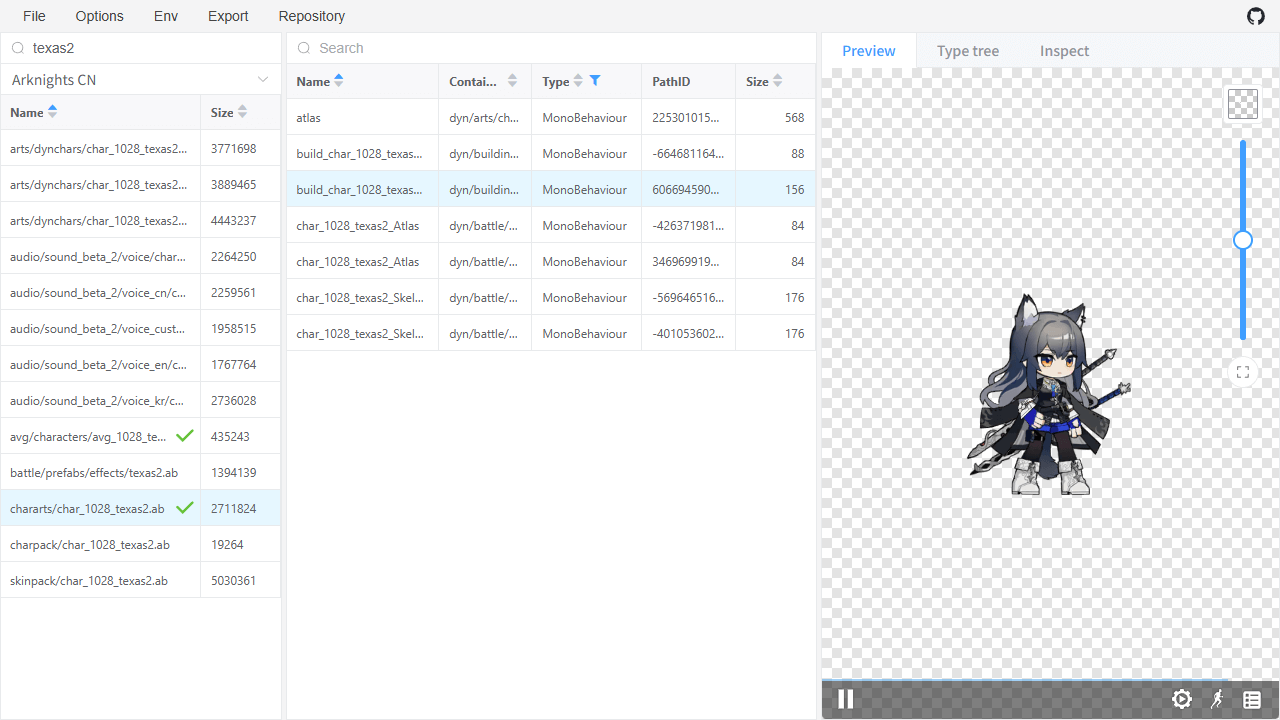 File Options Env Export Repository
texas2
Arknights CN
Name Size
arts/dynchars/char_1028_texas2... 3771698
arts/dynchars/char_1028_texas2... 3889465
arts/dynchars/char_1028_texas2... 4443237
audio/sound_beta_2/voice/char... 2264250
audio/sound_beta_2/voice_cn/c... 2259561
audio/sound_beta_2/voice_cust... 1958515
audio/sound_beta_2/voice_en/c... 1767764
audio/sound_beta_2/voice_kr/c... 2736028
avg/characters/avg_1028_te... 435243
battle/prefabs/effects/texas2.ab 1394139
chararts/char_1028_texas2.ab 2711824
charpack/char_1028_texas2.ab 19264
skinpack/char_1028_texas2.ab 5030361
Search
Name Contai... Type PathID Size
atlas dyn/arts/ch... MonoBehaviour 225301015... 568
build_char_1028_texas... dyn/buildin... MonoBehaviour -664681164... 88
build_char_1028_texas... dyn/buildin... MonoBehaviour 606694590... 156
char_1028_texas2_Atlas dyn/battle/... MonoBehaviour -426371981... 84
char_1028_texas2_Atlas dyn/battle/... MonoBehaviour 346969919... 84
char_1028_texas2_Skel... dyn/battle/... MonoBehaviour -569646516... 176
char_1028_texas2_Skel... dyn/battle/... MonoBehaviour -401053602... 176
Preview Type tree Inspect